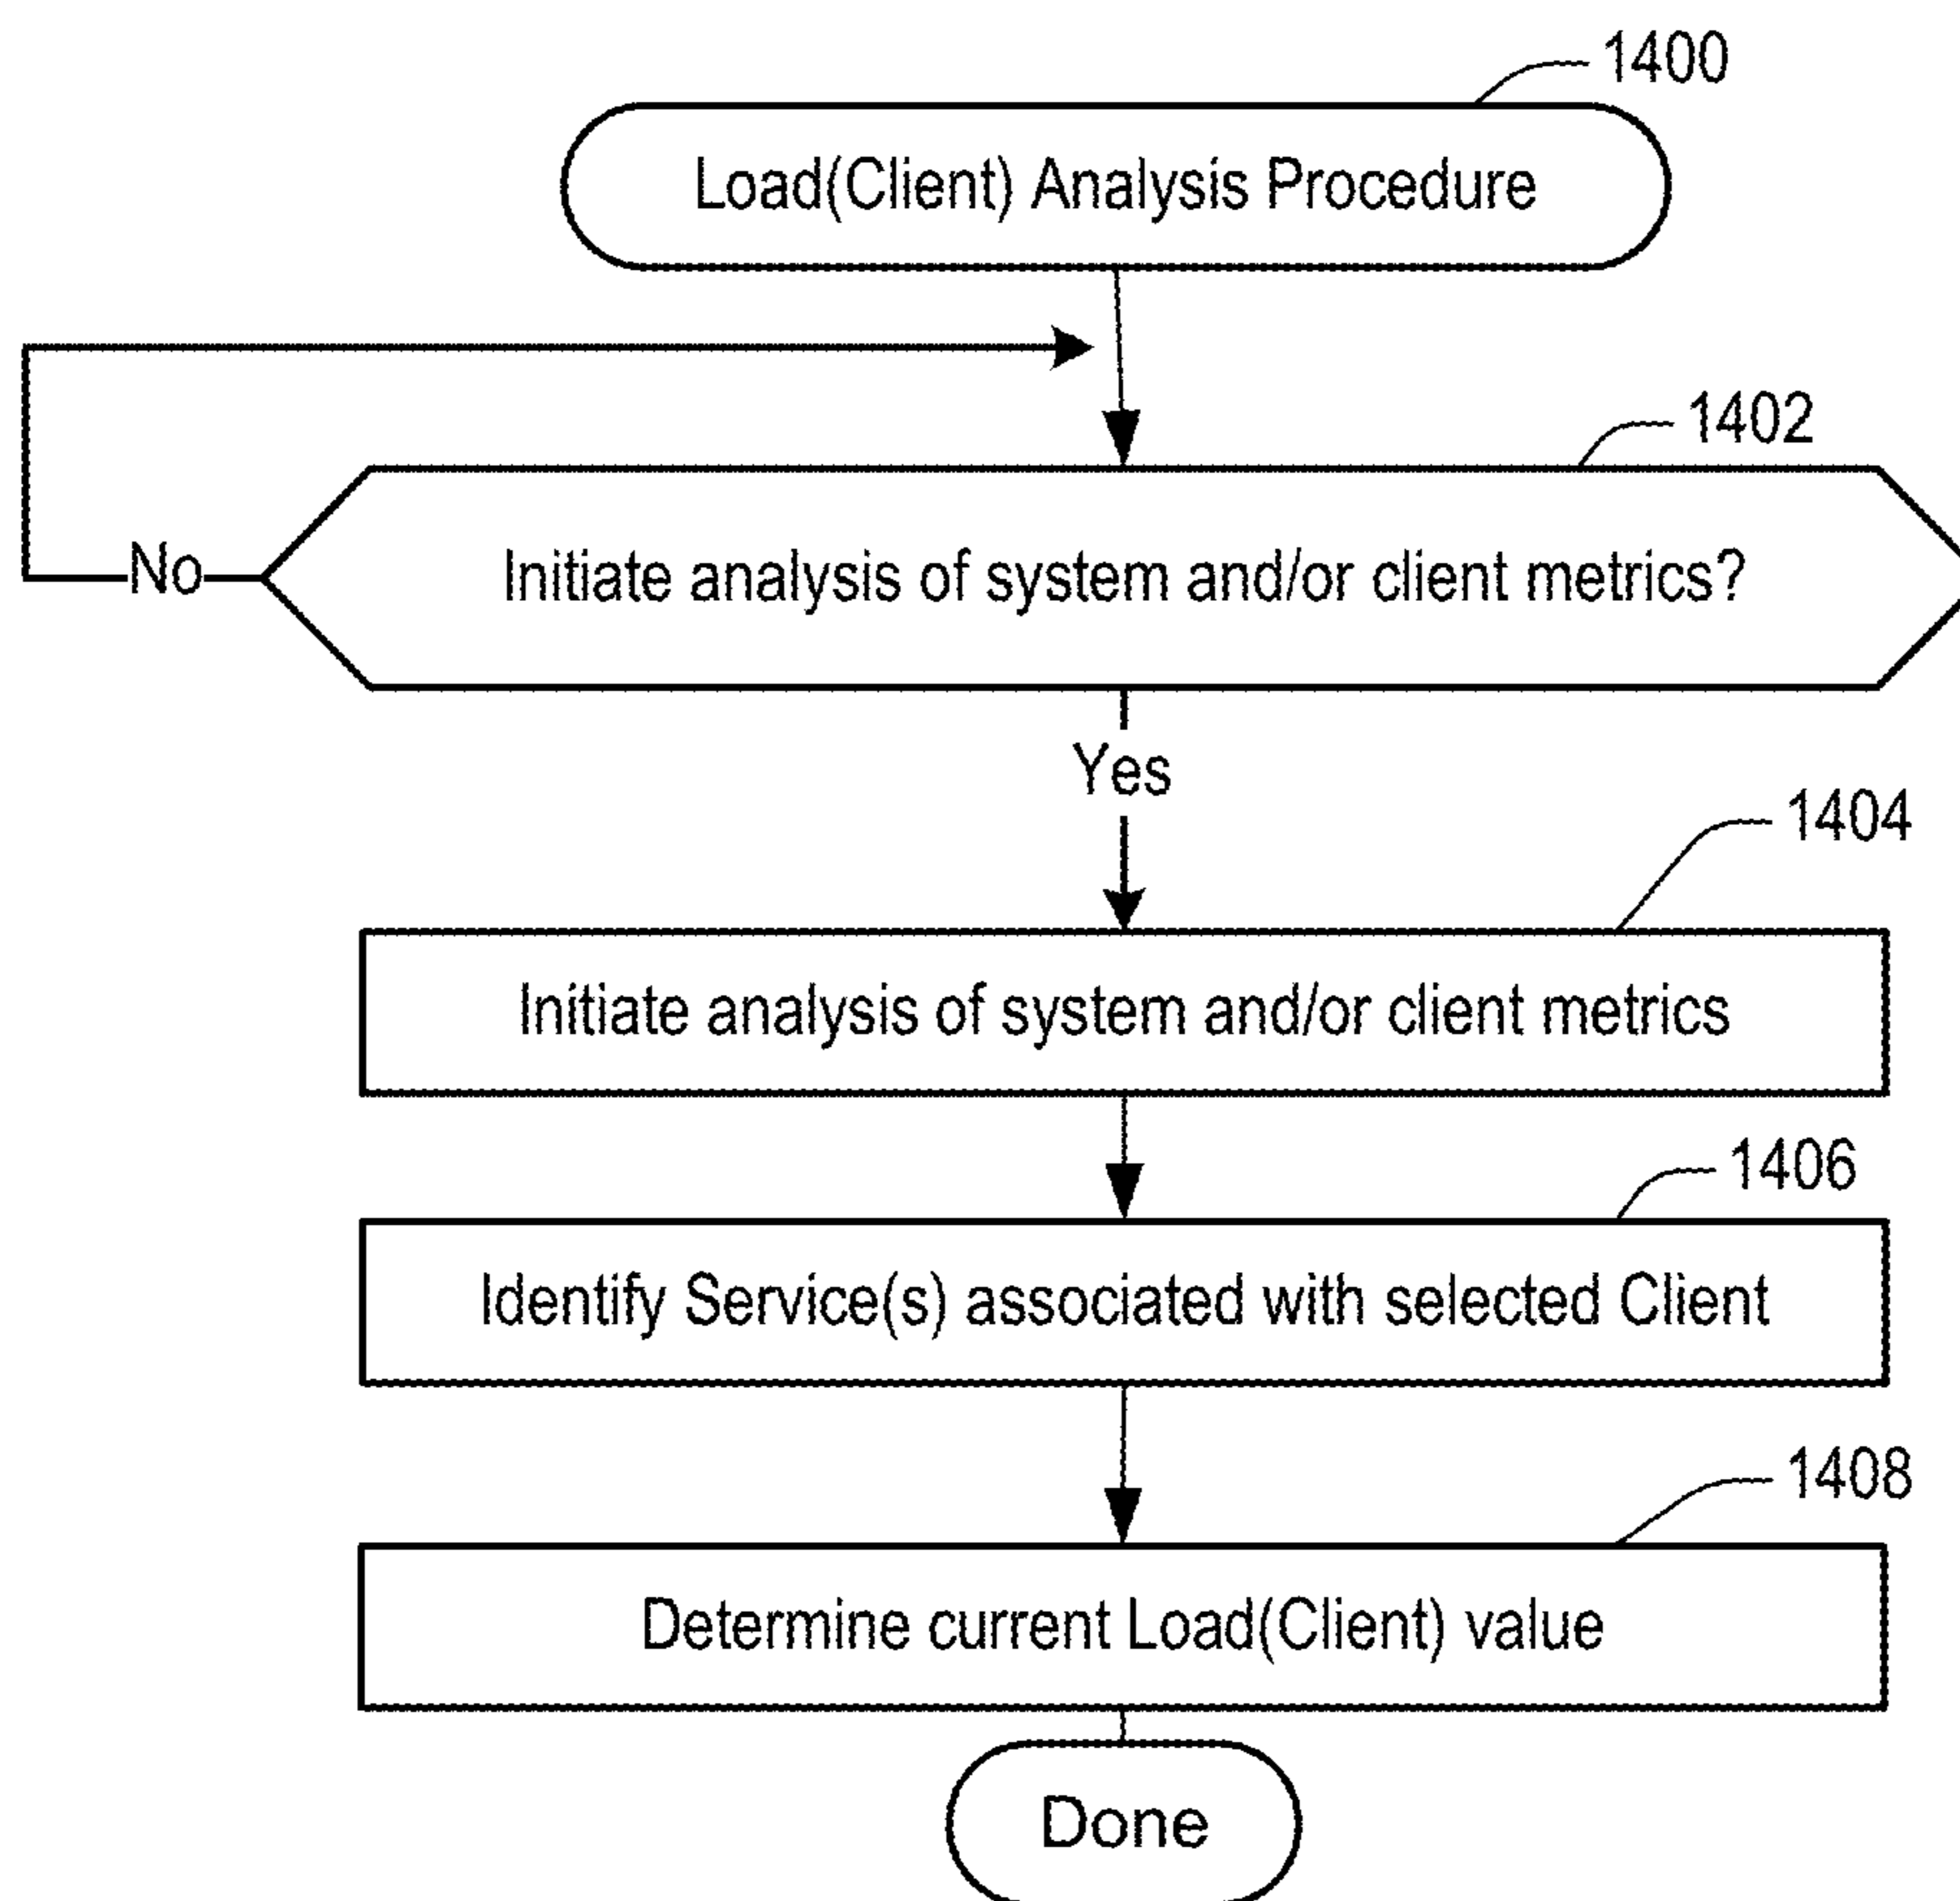 1400
Load(Client) Analysis Procedure
1402
Initiate analysis of system and/or client metrics?
No
Yes
1404
Initiate analysis of system and/or client metrics
1406
Identify Service(s) associated with selected Client
1408
Determine current Load(Client) value
Done